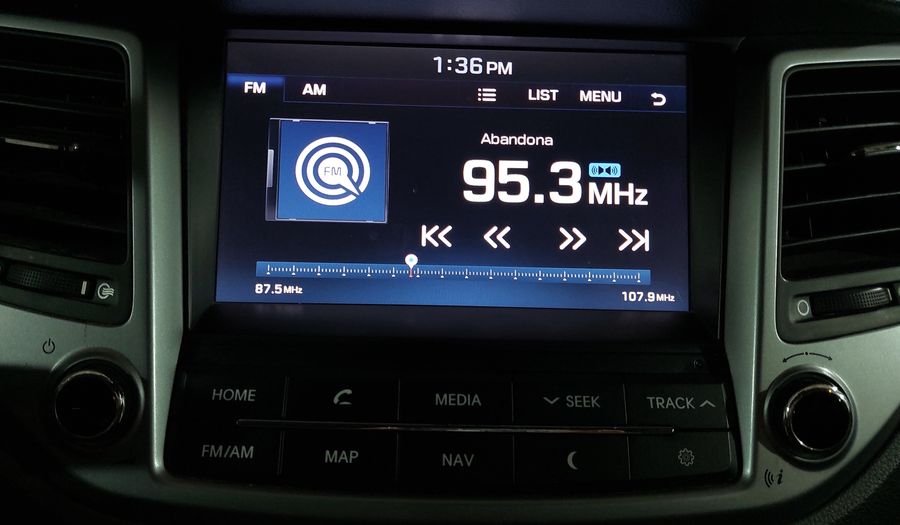 1:36 PM
FM AM LIST MENU
FM
Abandona
95.3 MHz
87.5 MHz 107.9 MHz
HOME MEDIA SEEK TRACK
FM/AM MAP NAV